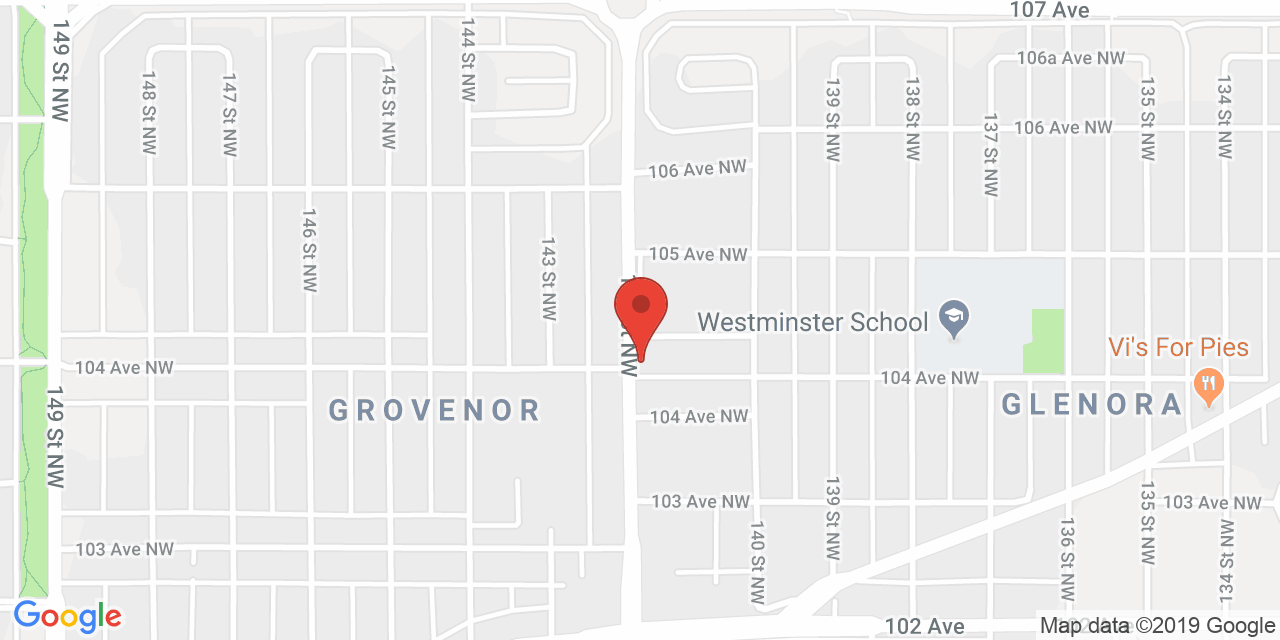 107 Ave
149 St NW
144 St NW
106a Ave NW
148 St NW
147 St NW
145 St NW
139 St NW
138 St NW
137 St NW
135 St NW
134 St NW
106 Ave NW
106 Ave NW
146 St NW
143 St NW
105 Ave NW
St NW
Westminster School
Vi's For Pies
104 Ave NW
104 Ave NW
149 St NW
GROVENOR
104 Ave NW
GLENORA
103 Ave NW
139 St NW
135 St NW
103 Ave NW
140 St NW
136 St NW
134 St NW
103 Ave NW
Google
102 Ave
102 Ave
Map data ©2019 Google